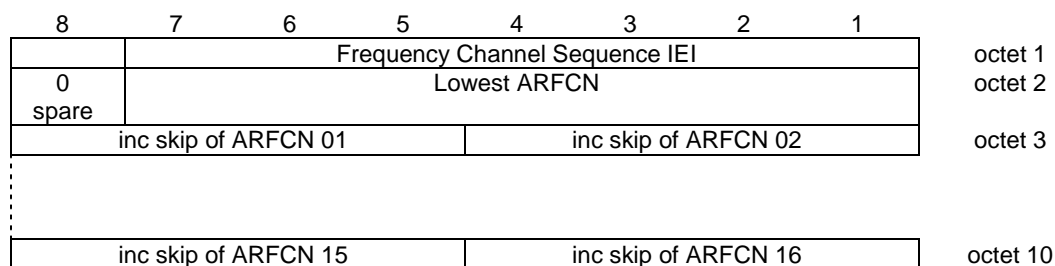 8 7 6 5 4 3 2 1
Frequency Channel Sequence IEI octet 1
0 Lowest ARFCN octet 2
spare
inc skip of ARFCN 01 inc skip of ARFCN 02 octet 3
inc skip of ARFCN 15 inc skip of ARFCN 16 octet 10